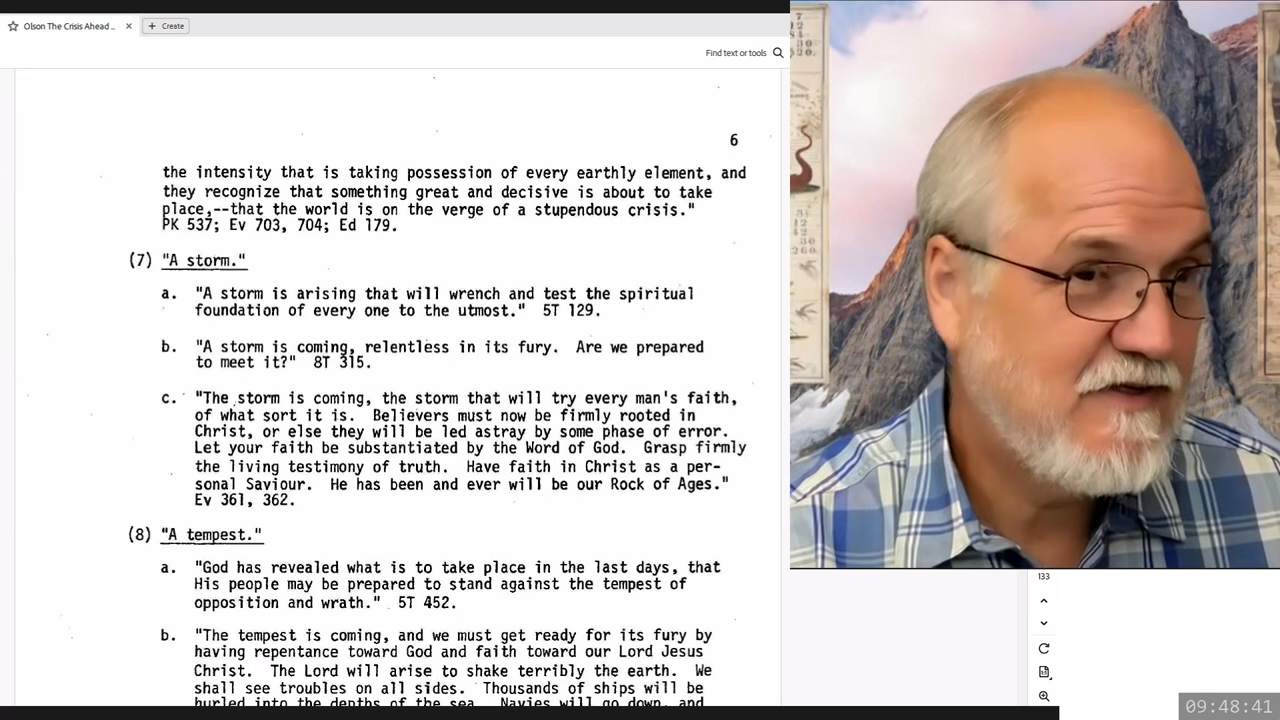 Olson The Crisis Ahead ..
Create
Find text or tools
6
the intensity that is taking possession of every earthly element, and
they recognize that something great and decisive is about to take
place,--that the world is on the verge of a stupendous crisis."
PK 537; Ev 703, 704; Ed 179.
(7) "A storm."
a. "A storm is arising that will wrench and test the spiritual
foundation of every one to the utmost." 5T 129.
b. "A storm is coming, relentless in its fury. Are we prepared
to meet it?" 8T 315.
c. "The storm is coming, the storm that will try every man's faith,
of what sort it is. Believers must now be firmly rooted in
Christ, or else they will be led astray by some phase of error.
Let your faith be substantiated by the Word of God. Grasp firmly
the living testimony of truth. Have faith in Christ as a per-
sonal Saviour. He has been and ever will be our Rock of Ages."
Ev 361, 362.
(8) "A tempest."
a. "God has revealed what is to take place in the last days, that
His people may be prepared to stand against the tempest of
opposition and wrath." 5T 452.
b. "The tempest is coming, and we must get ready for its fury by
having repentance toward God and faith toward our Lord Jesus
Christ. The Lord will arise to shake terribly the earth. We
shall see troubles on all sides. Thousands of ships will be
hurled into the depths of the sea. Navies will go down, and
133
09:48:41